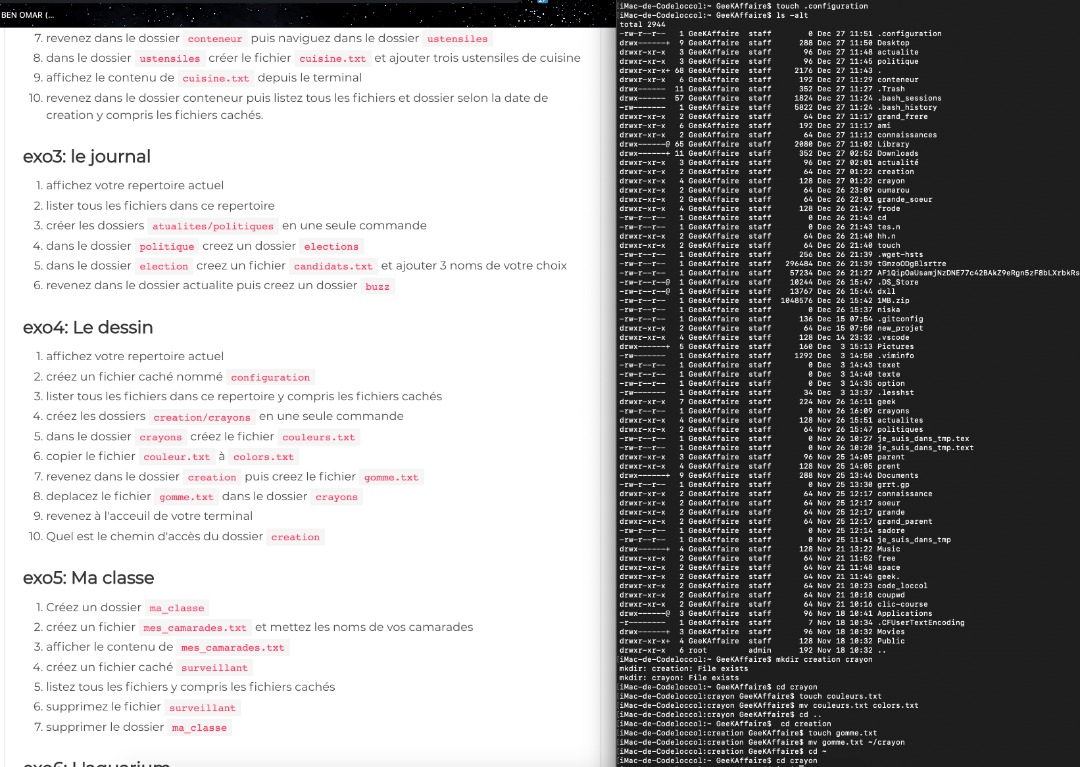 BEN OMAR (...
7. revenez dans le dossier conteneur puis naviguez dans le dossier ustensiles
8. dans le dossier ustensiles créer le fichier cuisine.txt et ajouter trois ustensiles de cuisine
9. affichez le contenu de cuisine.txt depuis le terminal
10. revenez dans le dossier conteneur puis listez tous les fichiers et dossier selon la date de
creation y compris les fichiers cachés.
exo3: le journal
1. affichez votre repertoire actuel
2. lister tous les fichiers dans ce repertoire
3. créer les dossiers atualites/politiques en une seule commande
4. dans le dossier politique creez un dossier elections
5. dans le dossier election creez un fichier candidats.txt et ajouter 3 noms de votre choix
6. revenez dans le dossier actualite puis creez un dossier buzz
exo4: Le dessin
1. affichez votre repertoire actuel
2. créez un fichier caché nommé configuration
3. lister tous les fichiers dans ce repertoire y compris les fichiers cachés
4. créez les dossiers creation/crayons en une seule commande
5. dans le dossier crayons créez le fichier couleurs.txt
6. copier le fichier couleur.txt à colors.txt
7. revenez dans le dossier creation puis creez le fichier gomme.txt
8. deplacez le fichier gomme.txt dans le dossier crayons
9. revenez à l'acceuil de votre terminal
10. Quel est le chemin d'accès du dossier creation
exo5: Ma classe
1. Créez un dossier ma_classe
2. créez un fichier mes_camarades.txt et mettez les noms de vos camarades
3. afficher le contenu de mes_camarades.txt
4. créez un fichier caché surveillant
5. listez tous les fichiers y compris les fichiers cachés
6. supprimez le fichier surveillant
7. supprimer le dossier ma_classe
exo6: L'aquarium
iMac-de-Codeloccol:~ GeeKAffaire$ touch .configuration
iMac-de-Codeloccol:~ GeeKAffaire$ ls -alt
total 2944
-rw-r--r-- 1 GeeKAffaire staff 0 Dec 27 11:51 .configuration
drwx------+ 9 GeeKAffaire staff 288 Dec 27 11:50 Desktop
drwxr-xr-x 3 GeeKAffaire staff 96 Dec 27 11:48 actualite
drwxr-xr-x 3 GeeKAffaire staff 96 Dec 27 11:45 politique
drwxr-xr-x+ 68 GeeKAffaire staff 2176 Dec 27 11:43 .
drwxr-xr-x 6 GeeKAffaire staff 192 Dec 27 11:29 conteneur
drwx------ 11 GeeKAffaire staff 352 Dec 27 11:27 .Trash
drwx------ 57 GeeKAffaire staff 1824 Dec 27 11:24 .bash_sessions
-rw------- 1 GeeKAffaire staff 5822 Dec 27 11:24 .bash_history
drwxr-xr-x 2 GeeKAffaire staff 64 Dec 27 11:17 grand_frere
drwxr-xr-x 6 GeeKAffaire staff 192 Dec 27 11:17 ami
drwxr-xr-x 2 GeeKAffaire staff 64 Dec 27 11:12 connaissances
drwx------@ 65 GeeKAffaire staff 2080 Dec 27 11:02 Library
drwx------+ 11 GeeKAffaire staff 352 Dec 27 02:52 Downloads
drwxr-xr-x 3 GeeKAffaire staff 96 Dec 27 02:01 actualité
drwxr-xr-x 2 GeeKAffaire staff 64 Dec 27 01:22 creation
drwxr-xr-x 4 GeeKAffaire staff 128 Dec 27 01:22 crayon
drwxr-xr-x 2 GeeKAffaire staff 64 Dec 26 23:09 oumarou
drwxr-xr-x 2 GeeKAffaire staff 64 Dec 26 22:01 grande_soeur
drwxr-xr-x 4 GeeKAffaire staff 128 Dec 26 21:47 frode
-rw-r--r-- 1 GeeKAffaire staff 0 Dec 26 21:43 cd
-rw-r--r-- 1 GeeKAffaire staff 0 Dec 26 21:43 tes.n
drwxr-xr-x 2 GeeKAffaire staff 64 Dec 26 21:40 hh.n
drwxr-xr-x 2 GeeKAffaire staff 64 Dec 26 21:40 touch
-rw-r--r-- 1 GeeKAffaire staff 256 Dec 26 21:39 .wget-hsts
-rw-r--r-- 1 GeeKAffaire staff 296484 Dec 26 21:39
-rw-r--r-- 1 GeeKAffaire staff 57234 Dec 26 21:27
-rw-r--r--@ 1 GeeKAffaire staff 10244 Dec 26 15:47 .DS_Store
-rw-r--r--@ 1 GeeKAffaire staff 13767 Dec 26 15:44 dxll
-rw-r--r-- 1 GeeKAffaire staff 1048576 Dec 26 15:42 1MB.zip
-rw-r--r-- 1 GeeKAffaire staff 0 Dec 26 15:37 niska
-rw-r--r-- 1 GeeKAffaire staff 136 Dec 15 07:54 .gitconfig
drwxr-xr-x 2 GeeKAffaire staff 64 Dec 15 07:50 new_projet
drwxr-xr-x 4 GeeKAffaire staff 128 Dec 14 23:32 .vscode
drwx------+ 5 GeeKAffaire staff 160 Dec 3 15:13 Pictures
-rw------- 1 GeeKAffaire staff 1292 Dec 3 14:50 .viminfo
-rw-r--r-- 1 GeeKAffaire staff 0 Dec 3 14:43 texet
-rw-r--r-- 1 GeeKAffaire staff 0 Dec 3 14:40 texte
-rw-r--r-- 1 GeeKAffaire staff 0 Dec 3 14:35 option
-rw------- 1 GeeKAffaire staff 34 Dec 3 13:37 .lesshst
drwxr-xr-x 7 GeeKAffaire staff 224 Nov 26 16:11 geek
-rw-r--r-- 1 GeeKAffaire staff 0 Nov 26 16:09 crayons
drwxr-xr-x 4 GeeKAffaire staff 128 Nov 26 15:51 actualites
drwxr-xr-x 2 GeeKAffaire staff 64 Nov 26 15:47 politiques
-rw-r--r-- 1 GeeKAffaire staff 0 Nov 26 10:27 je_suis_dans_tmp.tex
-rw-r--r-- 1 GeeKAffaire staff 0 Nov 26 10:20 je_suis_dans_tmp.text
drwxr-xr-x 3 GeeKAffaire staff 96 Nov 25 14:05 parent
drwxr-xr-x 4 GeeKAffaire staff 128 Nov 25 14:05 prent
drwx------+ 9 GeeKAffaire staff 288 Nov 25 13:46 Documents
-rw-r--r-- 1 GeeKAffaire staff 0 Nov 25 13:30 grrt.gp
drwxr-xr-x 2 GeeKAffaire staff 64 Nov 25 12:17 connaissance
drwxr-xr-x 2 GeeKAffaire staff 64 Nov 25 12:17 soeur
drwxr-xr-x 2 GeeKAffaire staff 64 Nov 25 12:17 grande
drwxr-xr-x 2 GeeKAffaire staff 64 Nov 25 12:17 grand_parent
-rw-r--r-- 1 GeeKAffaire staff 0 Nov 25 12:14 sadore
-rw-r--r-- 1 GeeKAffaire staff 0 Nov 25 11:41 je_suis_dans_tmp
drwx------+ 4 GeeKAffaire staff 128 Nov 21 13:22 Music
drwxr-xr-x 2 GeeKAffaire staff 64 Nov 21 11:52 free
drwxr-xr-x 2 GeeKAffaire staff 64 Nov 21 11:48 space
drwxr-xr-x 2 GeeKAffaire staff 64 Nov 21 11:45 geek.
drwxr-xr-x 2 GeeKAffaire staff 64 Nov 21 10:23 code_loccol
drwxr-xr-x 2 GeeKAffaire staff 64 Nov 21 10:18 coupwd
drwxr-xr-x 2 GeeKAffaire staff 64 Nov 21 10:16 clic-course
drwx------@ 3 GeeKAffaire staff 96 Nov 18 10:41 Applications
-r-------- 1 GeeKAffaire staff 7 Nov 18 10:34 .CFUserTextEncoding
drwx------+ 3 GeeKAffaire staff 96 Nov 18 10:32 Movies
drwxr-xr-x+ 4 GeeKAffaire staff 128 Nov 18 10:32 Public
drwxr-xr-x 6 root admin 192 Nov 18 10:32 ..
iMac-de-Codeloccol:~ GeeKAffaire$ mkdir creation crayon
mkdir: creation: File exists
mkdir: crayon: File exists
iMac-de-Codeloccol:~ GeeKAffaire$ cd crayon
iMac-de-Codeloccol:crayon GeeKAffaire$ touch couleurs.txt
iMac-de-Codeloccol:crayon GeeKAffaire$ mv couleurs.txt colors.txt
iMac-de-Codeloccol:crayon GeeKAffaire$ cd ..
iMac-de-Codeloccol:~ GeeKAffaire$ cd creation
iMac-de-Codeloccol:creation GeeKAffaire$ touch gomme.txt
iMac-de-Codeloccol:creation GeeKAffaire$ mv gomme.txt ~/crayon
iMac-de-Codeloccol:creation GeeKAffaire$ cd ~
iMac-de-Codeloccol:~ GeeKAffaire$ cd crayon